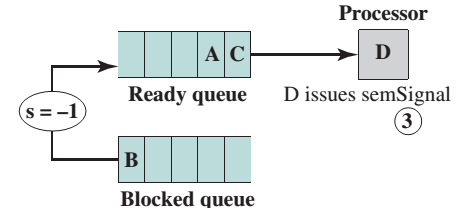 Processor
A C
D
Ready queue
D issues semSignal
3
s = –1
B
Blocked queue